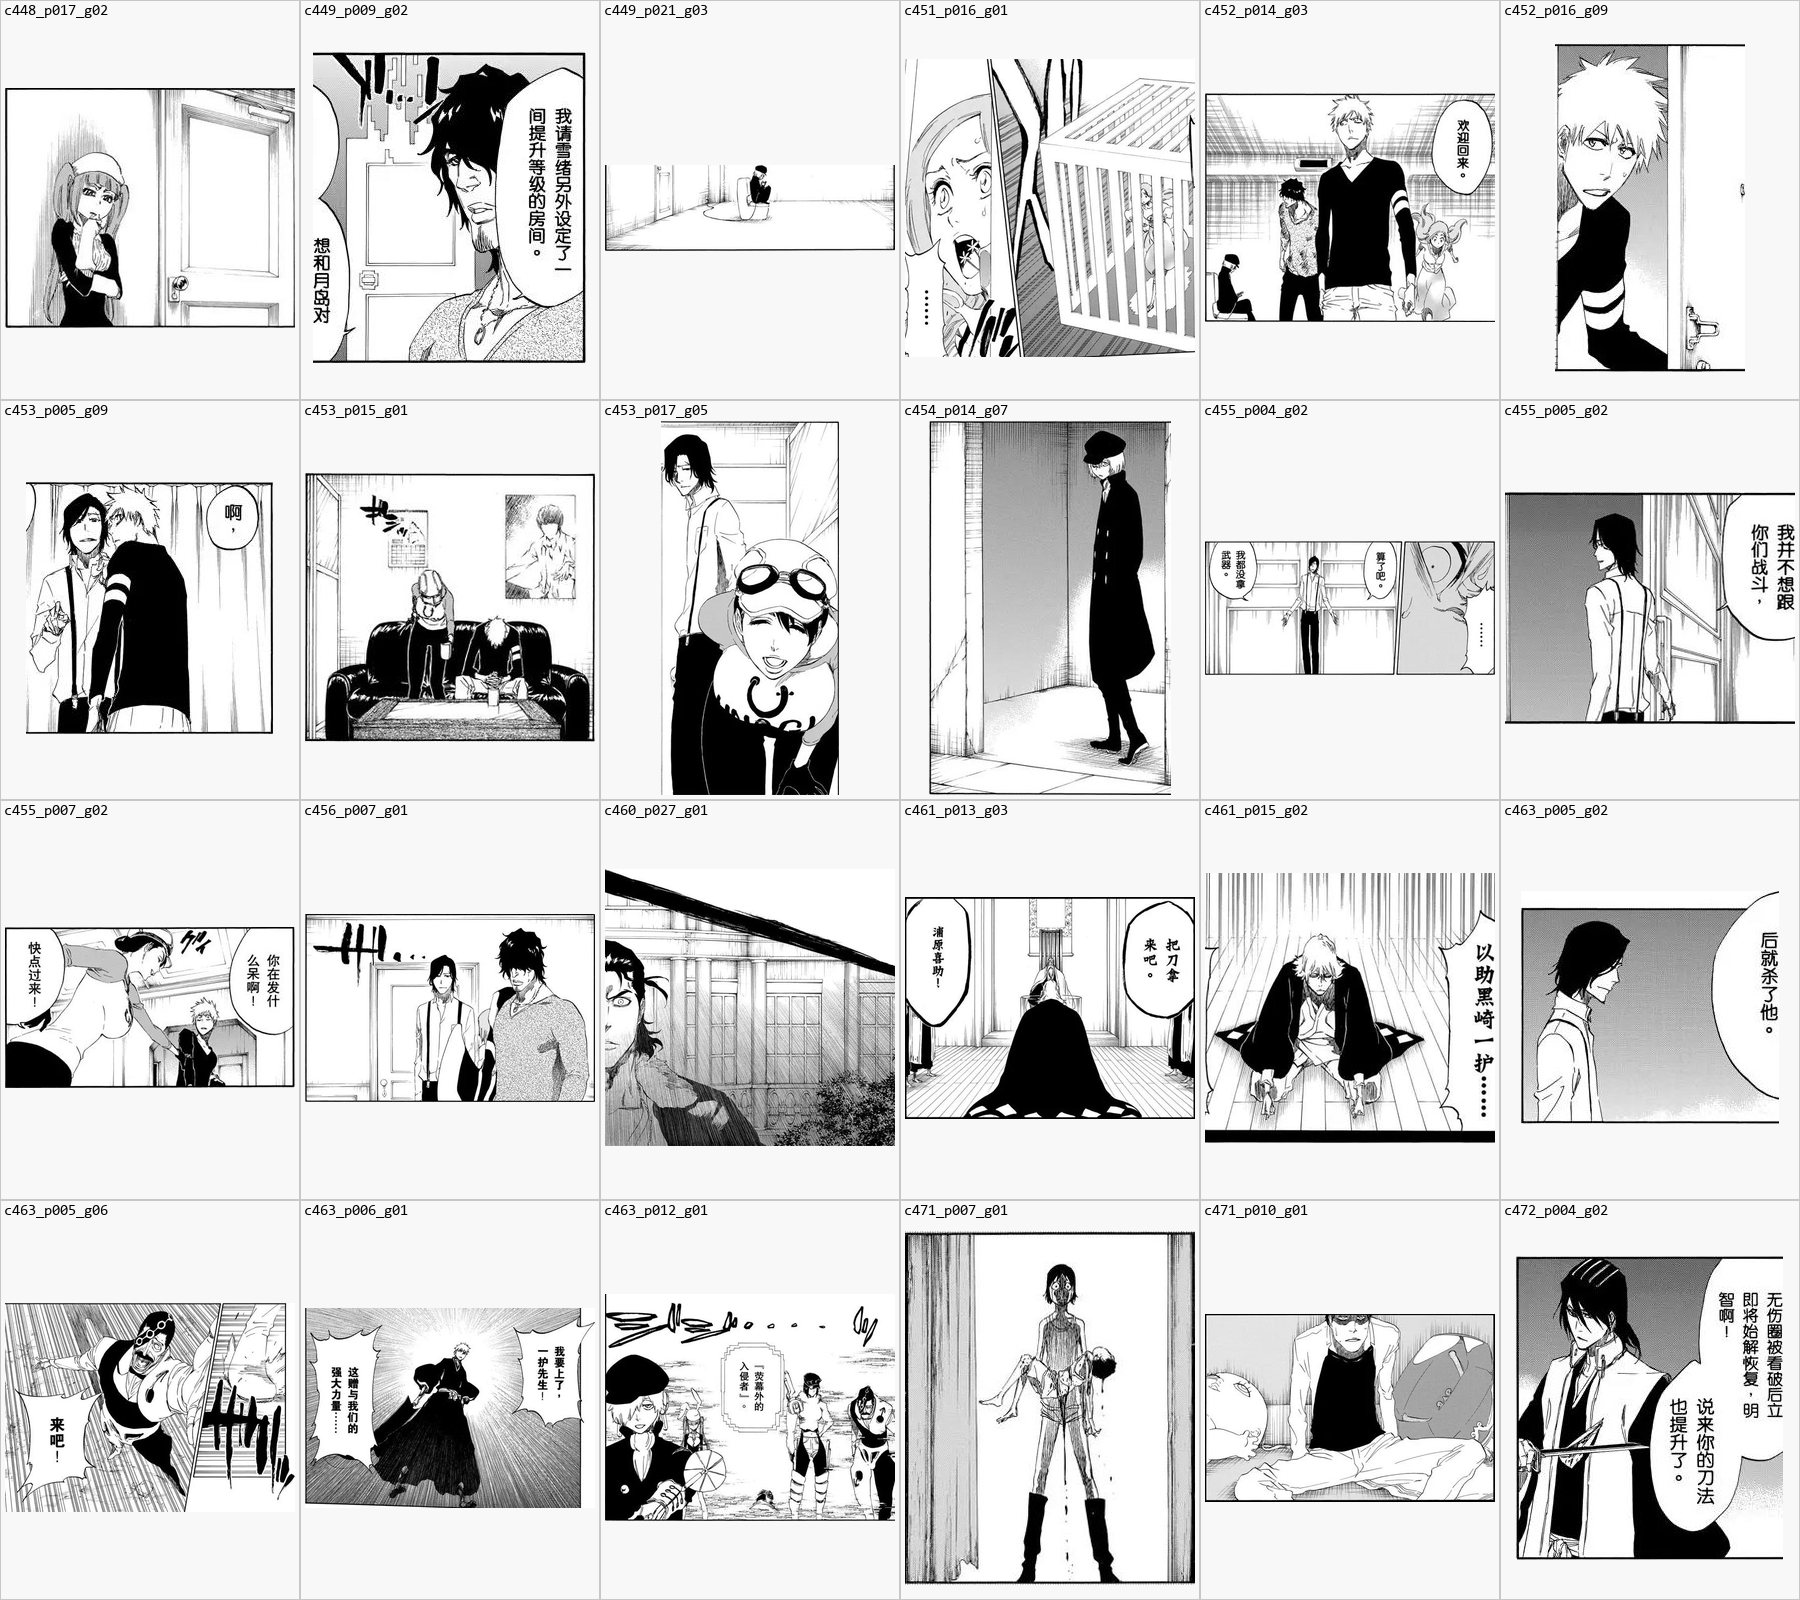 c448_p017_g02
c449_p009_g02
我请雪绪另外设定了一
间提升等级的房间。
想和月岛对
c449_p021_g03
c451_p016_g01
……
c452_p014_g03
欢迎回来。
c452_p016_g09
c453_p005_g09
啊，
c453_p015_g01
c453_p017_g05
c454_p014_g07
c455_p004_g02
算了吧。
我都没拿
武器。
……
c455_p005_g02
我并不想跟
你们战斗，
c455_p007_g02
你在发什
么呆啊！
快点过来！
c456_p007_g01
c460_p027_g01
c461_p013_g03
把刀拿
来吧。
浦原喜助！
c461_p015_g02
以助黑崎一护……
c463_p005_g02
后就杀了他。
c463_p005_g06
来吧！
c463_p006_g01
我要上了，
一护先生！
这赠与我们的
强大力量……
c463_p012_g01
『荧幕外的
入侵者』。
c471_p007_g01
c471_p010_g01
c472_p004_g02
无伤圈被看破后立
即将始解恢复，明
智啊！
说来你的刀法
也提升了。